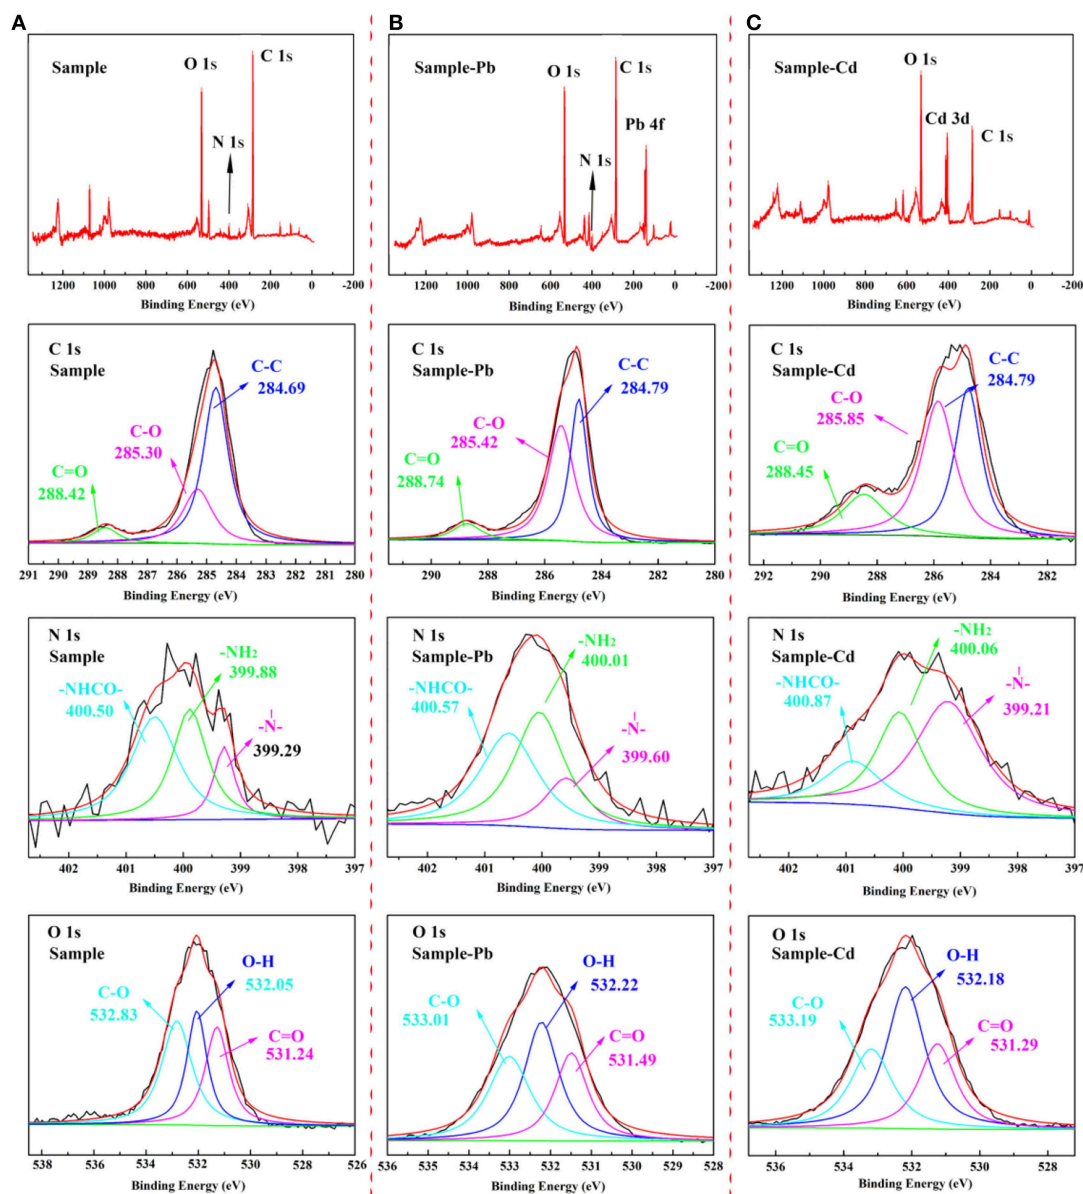 A
Sample
O 1s
C 1s
N 1s
1200 1000 800 600 400 200 0 -200
Binding Energy (eV)
C 1s
Sample
C-C
284.69
C-O
285.30
C=O
288.42
291 290 289 288 287 286 285 284 283 282 281 280
Binding Energy (eV)
N 1s
Sample
-NH2
399.88
-NHCO-
400.50
-N-
399.29
402 401 400 399 398 397
Binding Energy (eV)
O 1s
Sample
O-H
532.05
C-O
532.83
C=O
531.24
538 536 534 532 530 528 526
Binding Energy (eV)
B
Sample-Pb
O 1s
C 1s
Pb 4f
N 1s
1200 1000 800 600 400 200 0 -200
Binding Energy (eV)
C 1s
Sample-Pb
C-C
284.79
C-O
285.42
C=O
288.74
290 288 286 284 282 280
Binding Energy (eV)
N 1s
Sample-Pb
-NH2
400.01
-NHCO-
400.57
-N-
399.60
402 401 400 399 398 397
Binding Energy (eV)
O 1s
Sample-Pb
O-H
532.22
C-O
533.01
C=O
531.49
536 535 534 533 532 531 530 529 528
Binding Energy (eV)
C
Sample-Cd
O 1s
Cd 3d
C 1s
1200 1000 800 600 400 200 0 -200
Binding Energy (eV)
C 1s
Sample-Cd
C-C
284.79
C-O
285.85
C=O
288.45
292 290 288 286 284 282
Binding Energy (eV)
N 1s
Sample-Cd
-NH2
400.06
-NHCO-
400.87
-N-
399.21
402 401 400 399 398 397
Binding Energy (eV)
O 1s
Sample-Cd
O-H
532.18
C-O
533.19
C=O
531.29
536 534 532 530 528
Binding Energy (eV)